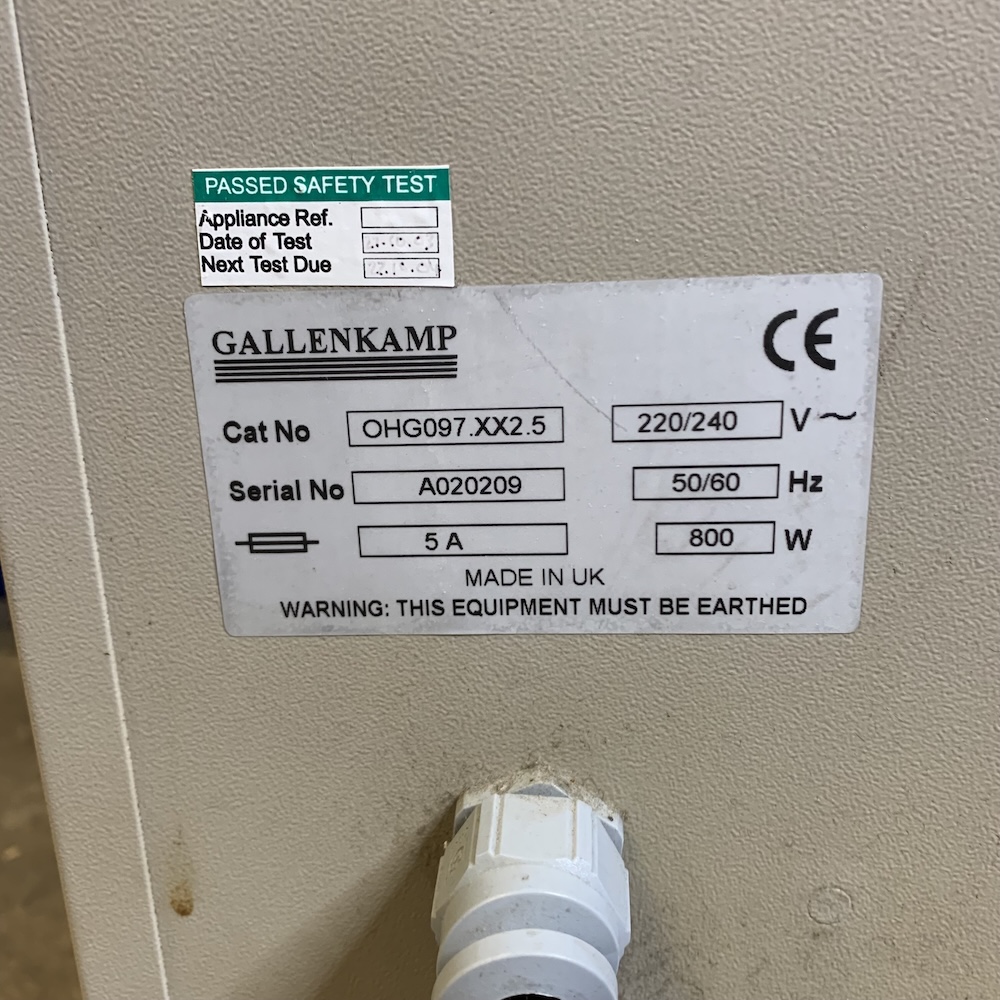 PASSED SAFETY TEST
Appliance Ref.
Date of Test
Next Test Due
GALLENKAMP
CE
Cat No OHG097.XX2.5 220/240 V ~
Serial No A020209 50/60 Hz
5 A 800 W
MADE IN UK
WARNING: THIS EQUIPMENT MUST BE EARTHED